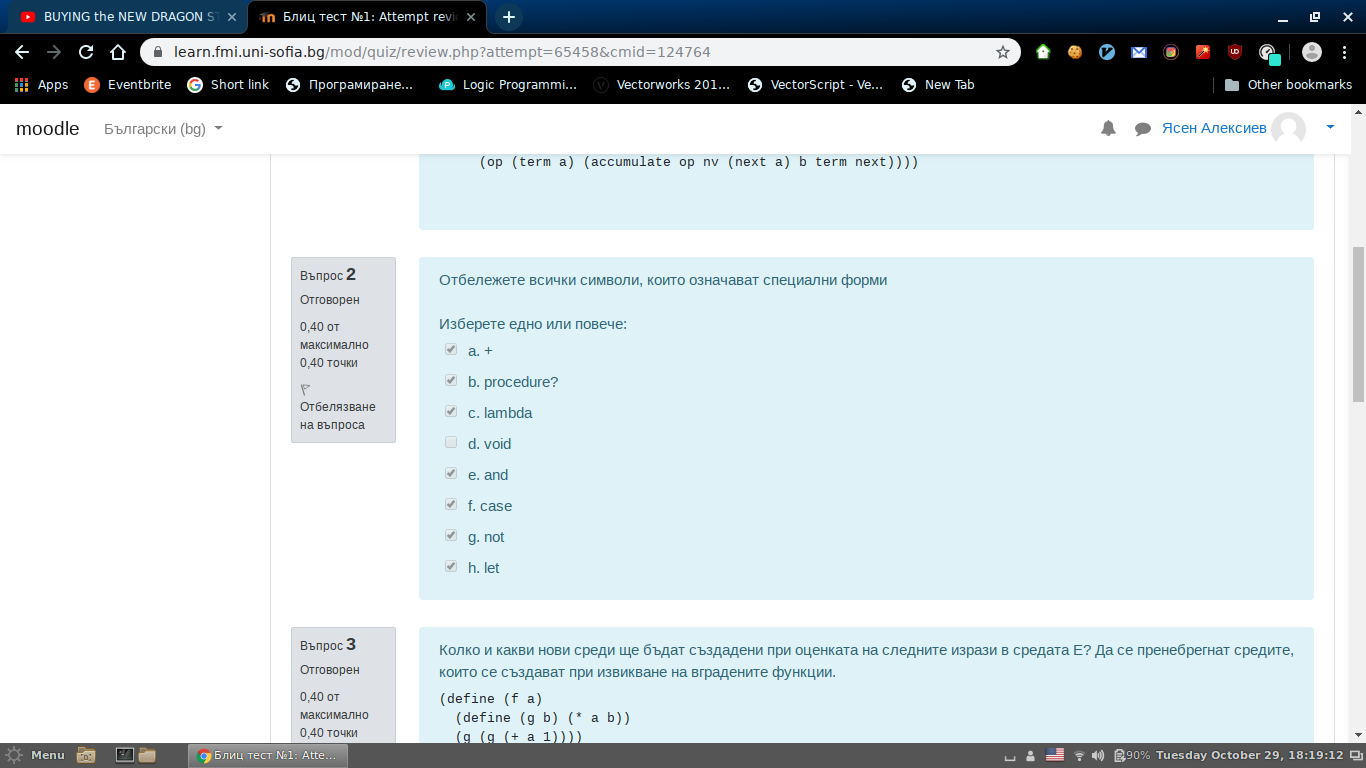 BUYING the NEW DRAGON ST
Блиц тест №1: Attempt revie
learn.fmi.uni-sofia.bg/mod/quiz/review.php?attempt=65458&cmid=124764
Apps Eventbrite Short link Програмиране... Logic Programmi... Vectorworks 201... VectorScript - Ve... New Tab Other bookmarks
moodle Български (bg) Ясен Алексиев
(op (term a) (accumulate op nv (next a) b term next))))
Въпрос 2
Отговорен
0,40 от
максимално
0,40 точки
Отбелязване
на въпроса
Отбележете всички символи, които означават специални форми
Изберете едно или повече:
a. +
b. procedure?
c. lambda
d. void
e. and
f. case
g. not
h. let
Въпрос 3
Отговорен
0,40 от
максимално
0,40 точки
Колко и какви нови среди ще бъдат създадени при оценката на следните изрази в средата E? Да се пренебрегнат средите,
които се създават при извикване на вградените функции.
(define (f a)
(define (g b) (* a b))
(g (g (+ a 1))))
Menu Блиц тест №1: Atte... 90% Tuesday October 29, 18:19:12